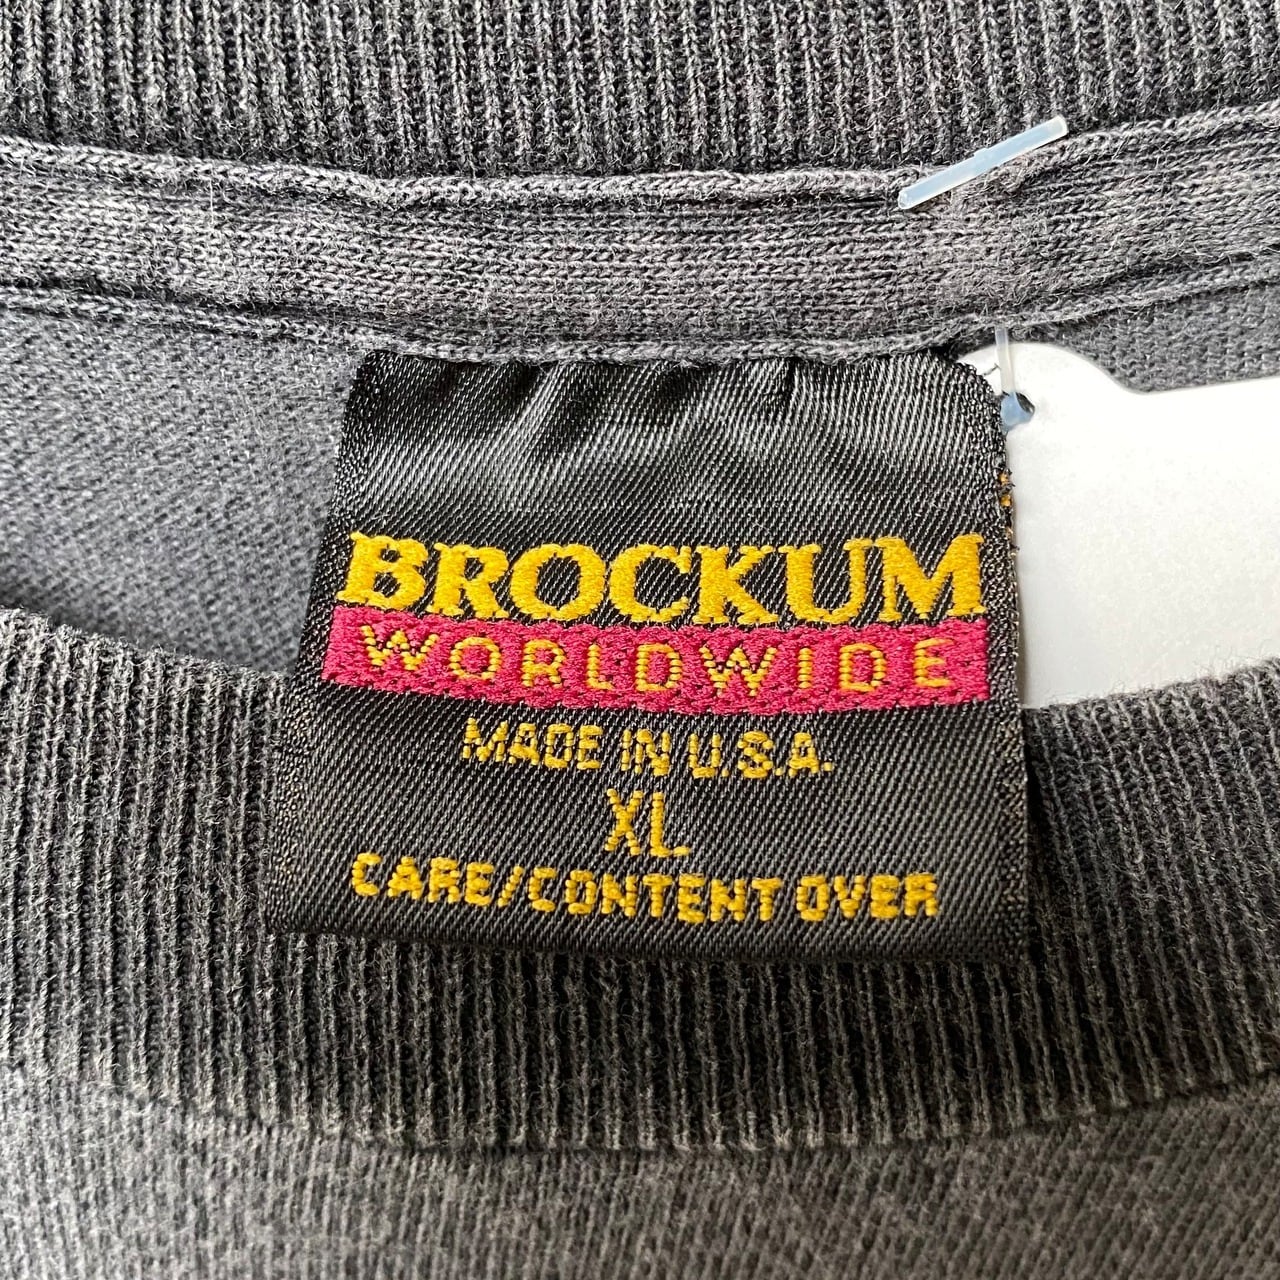 BROCKUM
WORLDWIDE
MADE IN U.S.A.
XL
CARE/CONTENT OVER